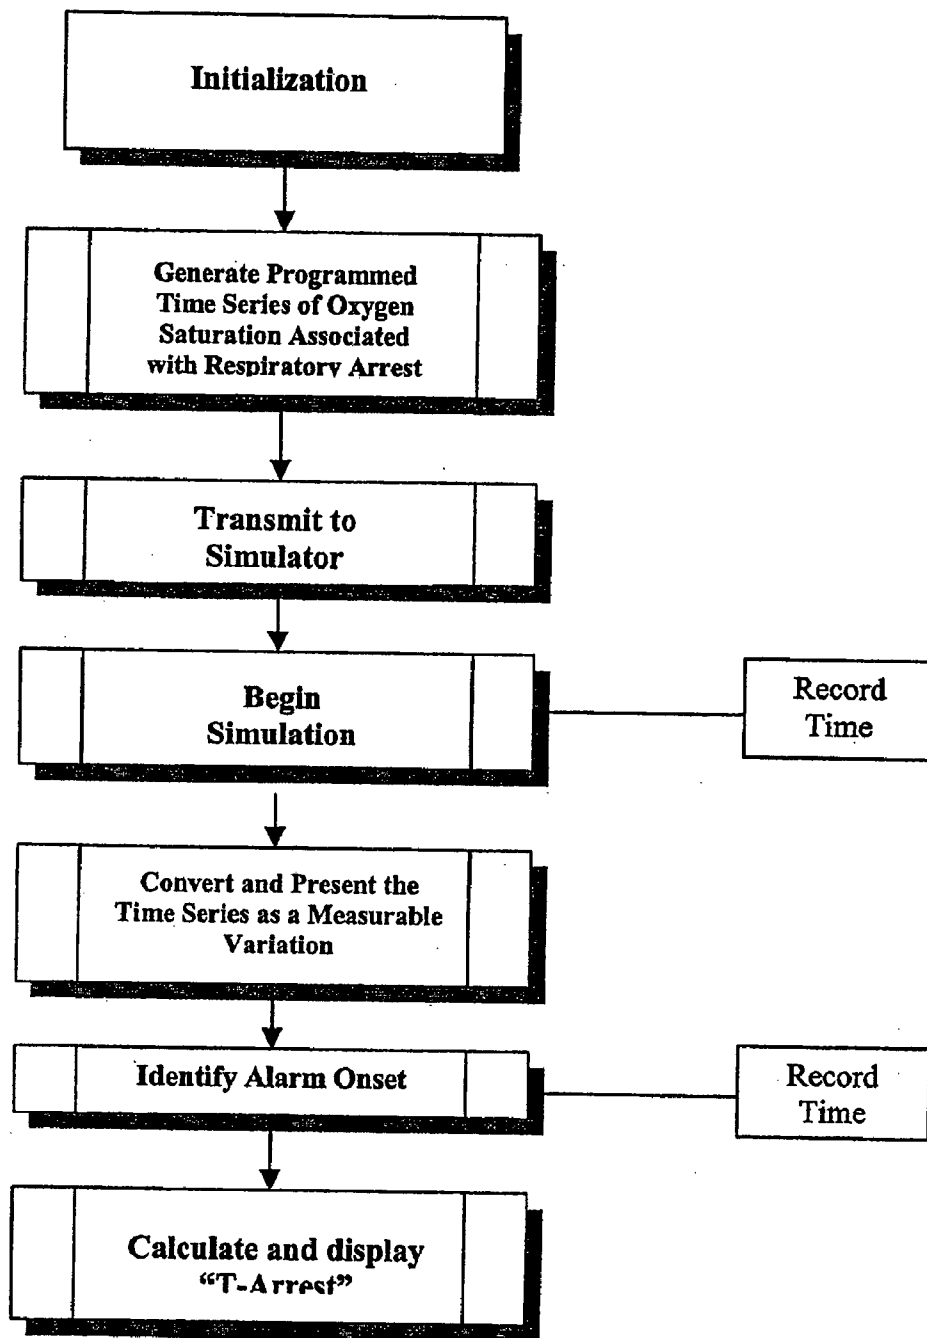 Initialization
Generate Programmed
Time Series of Oxygen
Saturation Associated
with Respiratory Arrest
Transmit to
Simulator
Begin
Simulation
Record
Time
Convert and Present the
Time Series as a Measurable
Variation
Identify Alarm Onset
Record
Time
Calculate and display
“T-Arrest”